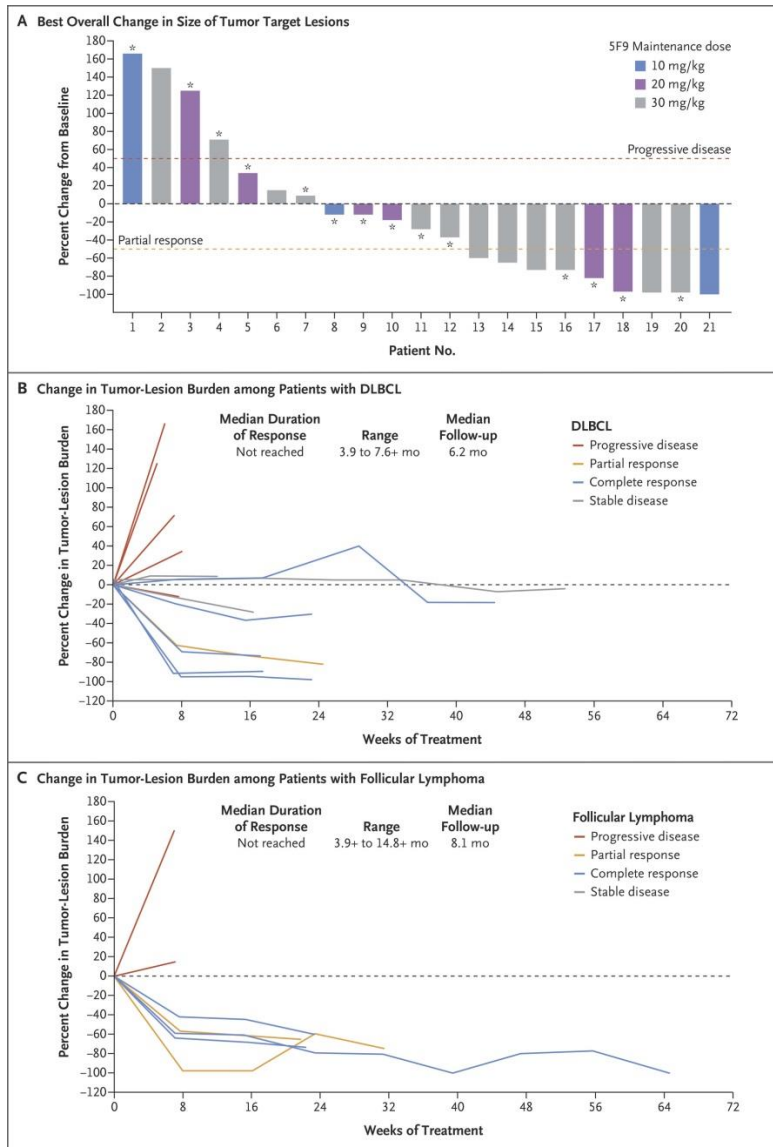 A Best Overall Change in Size of Tumor Target Lesions
180
160
140
120
100
80
60
40
20
0
−20
−40
−60
−80
−100
Percent Change from Baseline
5F9 Maintenance dose
10 mg/kg
20 mg/kg
30 mg/kg
Progressive disease
Partial response
* * * * * * * * * * * * * * *
1 2 3 4 5 6 7 8 9 10 11 12 13 14 15 16 17 18 19 20 21
Patient No.
B Change in Tumor-Lesion Burden among Patients with DLBCL
180
160
140
120
100
80
60
40
20
0
−20
−40
−60
−80
−100
−120
Percent Change in Tumor-Lesion Burden
Median Duration of Response
Range
Median Follow-up
Not reached
3.9 to 7.6+ mo
6.2 mo
DLBCL
Progressive disease
Partial response
Complete response
Stable disease
0 8 16 24 32 40 48 56 64 72
Weeks of Treatment
C Change in Tumor-Lesion Burden among Patients with Follicular Lymphoma
180
160
140
120
100
80
60
40
20
0
−20
−40
−60
−80
−100
−120
Percent Change in Tumor-Lesion Burden
Median Duration of Response
Range
Median Follow-up
Not reached
3.9+ to 14.8+ mo
8.1 mo
Follicular Lymphoma
Progressive disease
Partial response
Complete response
Stable disease
0 8 16 24 32 40 48 56 64 72
Weeks of Treatment